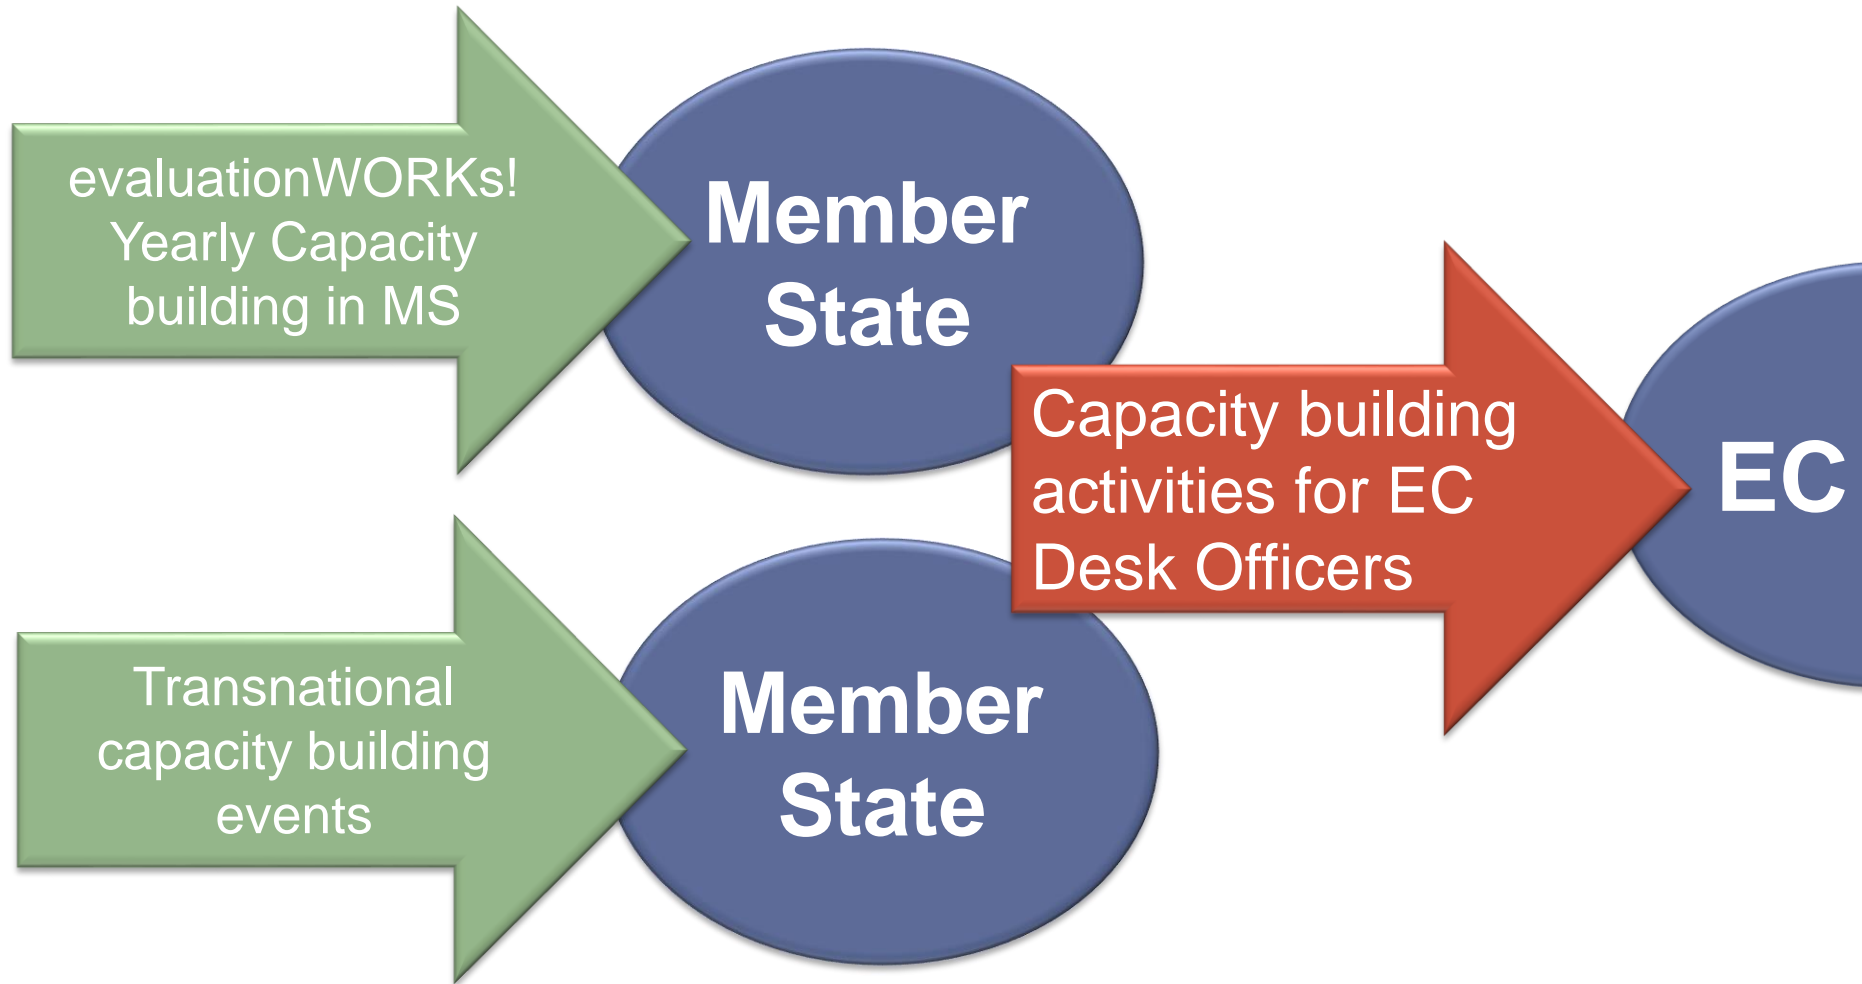 evaluationWORKs!
Yearly Capacity
building in MS
Member
State
Capacity building
activities for EC
Desk Officers
EC
Transnational
capacity building
events
Member
State